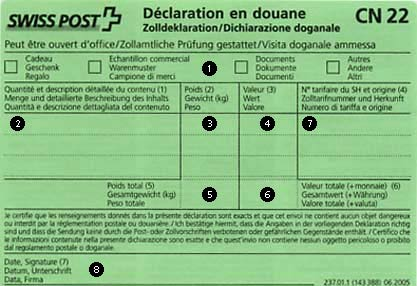 SWISS POST Déclaration en douane CN 22
Zolldeklaration/Dichiarazione doganale
Peut être ouvert d'office/Zollamtliche Prüfung gestattet/Visita doganale ammessa
Cadeau Echantillon commercial Documents Autres
Geschenk Warenmuster 1 Dokumente Andere
Regalo Campione di merci Documenti Altri
Quantité et description détaillée du contenu (1) Poids (2) Valeur (3) N° tarifaire du SH et origine (4)
Menge und detaillierte Beschreibung des Inhalts Gewicht (kg) Wert Zolltarifnummer und Herkunft
Quantità e descrizione dettagliata del contenuto Peso Valore Numero di tariffa e origine
2 3 4 7
Poids total (5) Valeur totale (+monnaie) (6)
Gesamtgewicht (kg) 5 6 Gesamtwert (+Währung)
Peso totale Valore totale (+valuta)
Je certifie que les renseignements donnés dans la présente déclaration sont exacts et que cet envoi ne contient aucun objet dangereux
ou interdit par la réglementation postale ou douanière. / Ich bestätige hiermit, dass die Angaben in der vorliegenden Deklaration richtig
sind und dass die Sendung keine durch die Post- oder Zollvorschriften verbotenen oder gefährlichen Gegenstände enthält. / Certifico che
le informazioni contenute nella presente dichiarazione sono esatte e che quest'invio non contiene nessun oggetto pericoloso o proibito
dal regolamento postale o doganale.
Date, Signature (7)
Datum, Unterschrift 8
Data, Firma 237.01.1 (143 388) 06.2005